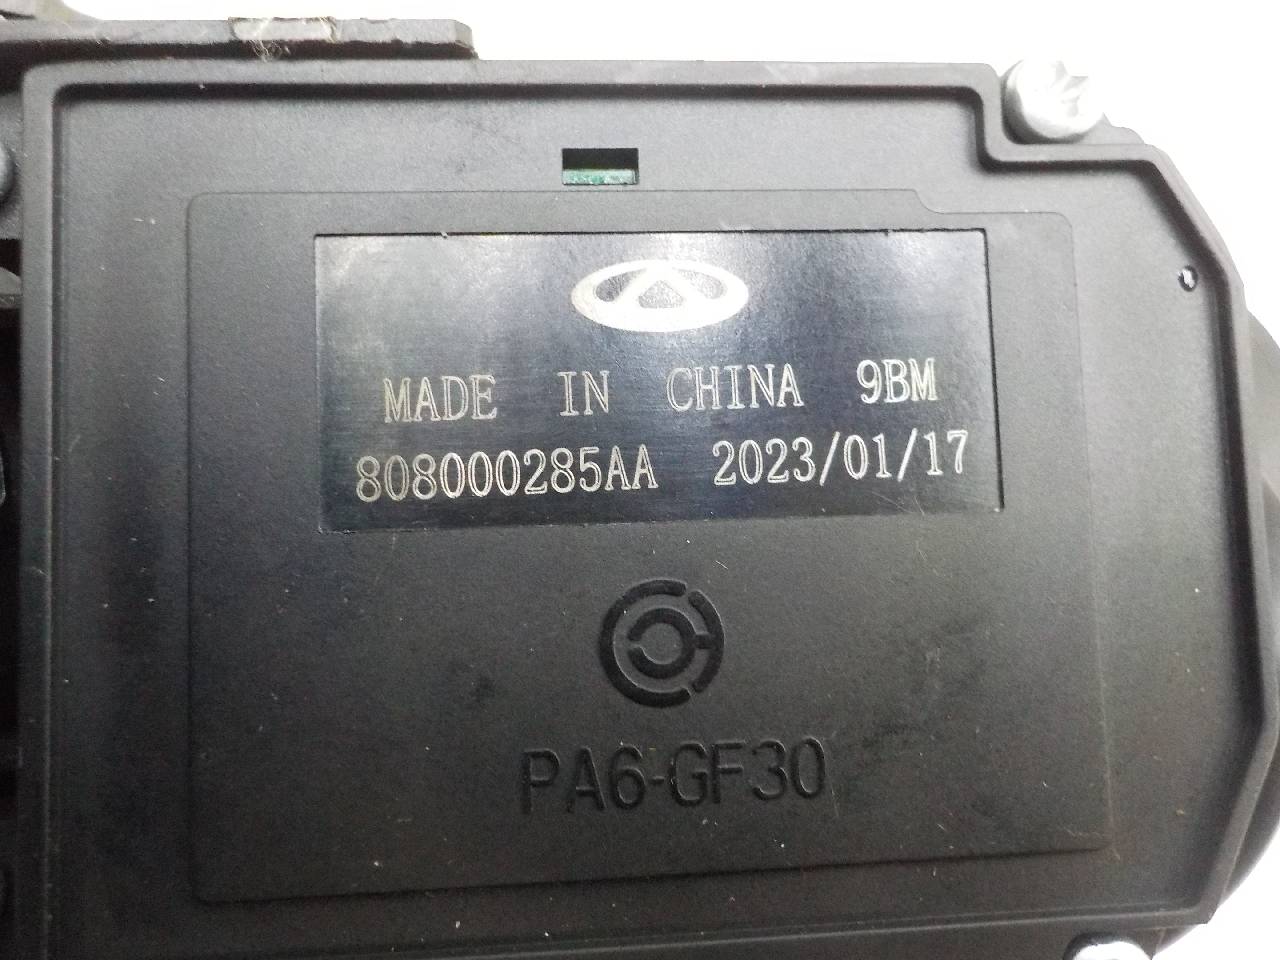 MADE IN CHINA 9BM
808000285AA 2023/01/17
PA6-GF30